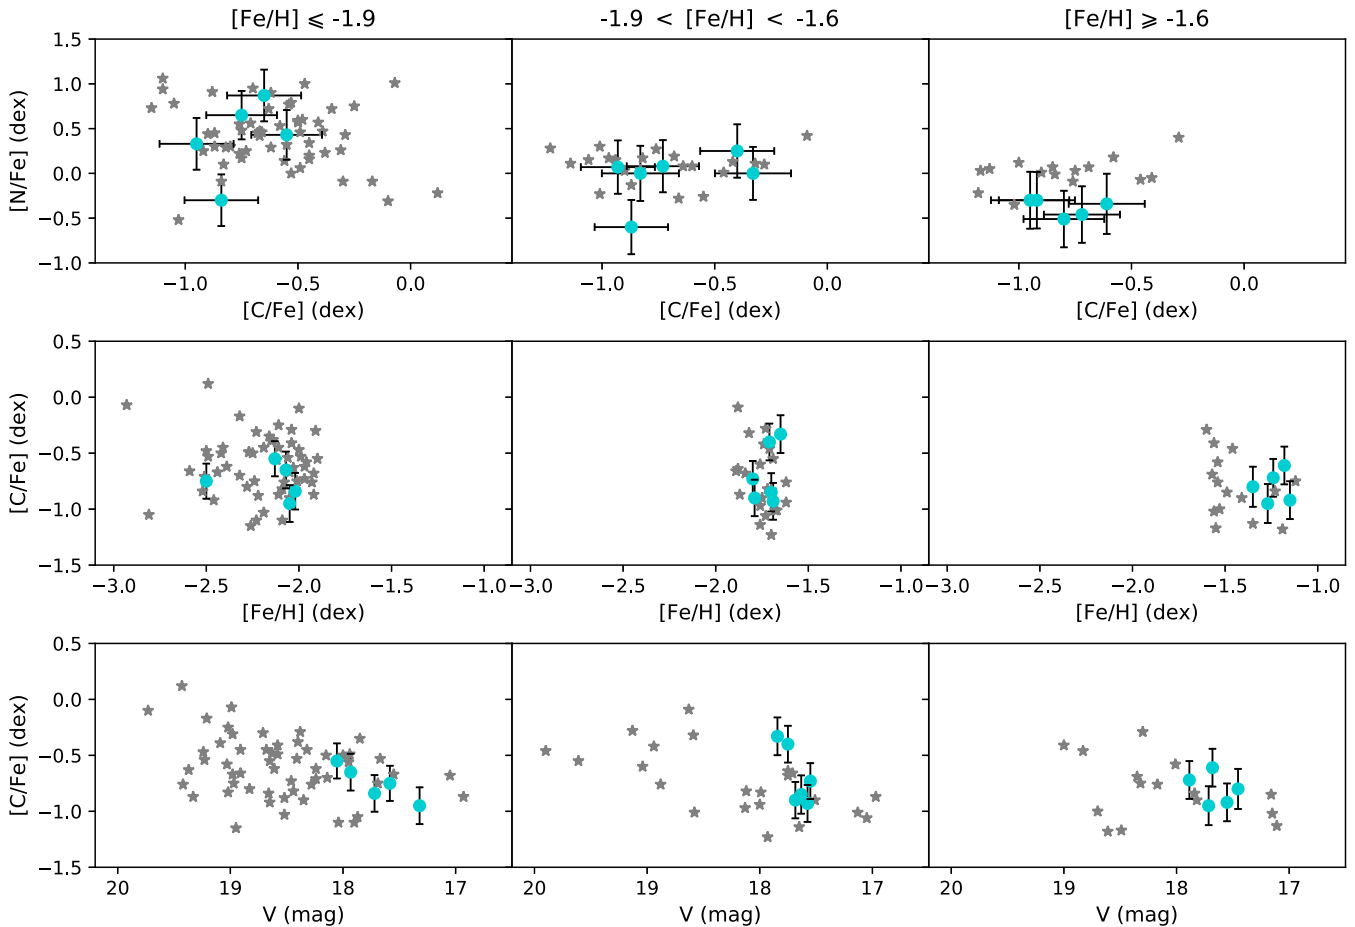 [Fe/H] ⩽ -1.9
-1.9 < [Fe/H] < -1.6
[Fe/H] ⩾ -1.6
1.5
1.0
0.5
0.0
−0.5
−1.0
[N/Fe] (dex)
−1.0 −0.5 0.0
−1.0 −0.5 0.0
−1.0 −0.5 0.0
[C/Fe] (dex)
[C/Fe] (dex)
[C/Fe] (dex)
0.5
0.0
−0.5
−1.0
−1.5
[C/Fe] (dex)
−3.0 −2.5 −2.0 −1.5 −1.0
−3.0 −2.5 −2.0 −1.5 −1.0
−3.0 −2.5 −2.0 −1.5 −1.0
[Fe/H] (dex)
[Fe/H] (dex)
[Fe/H] (dex)
0.5
0.0
−0.5
−1.0
−1.5
[C/Fe] (dex)
20 19 18 17
20 19 18 17
20 19 18 17
V (mag)
V (mag)
V (mag)